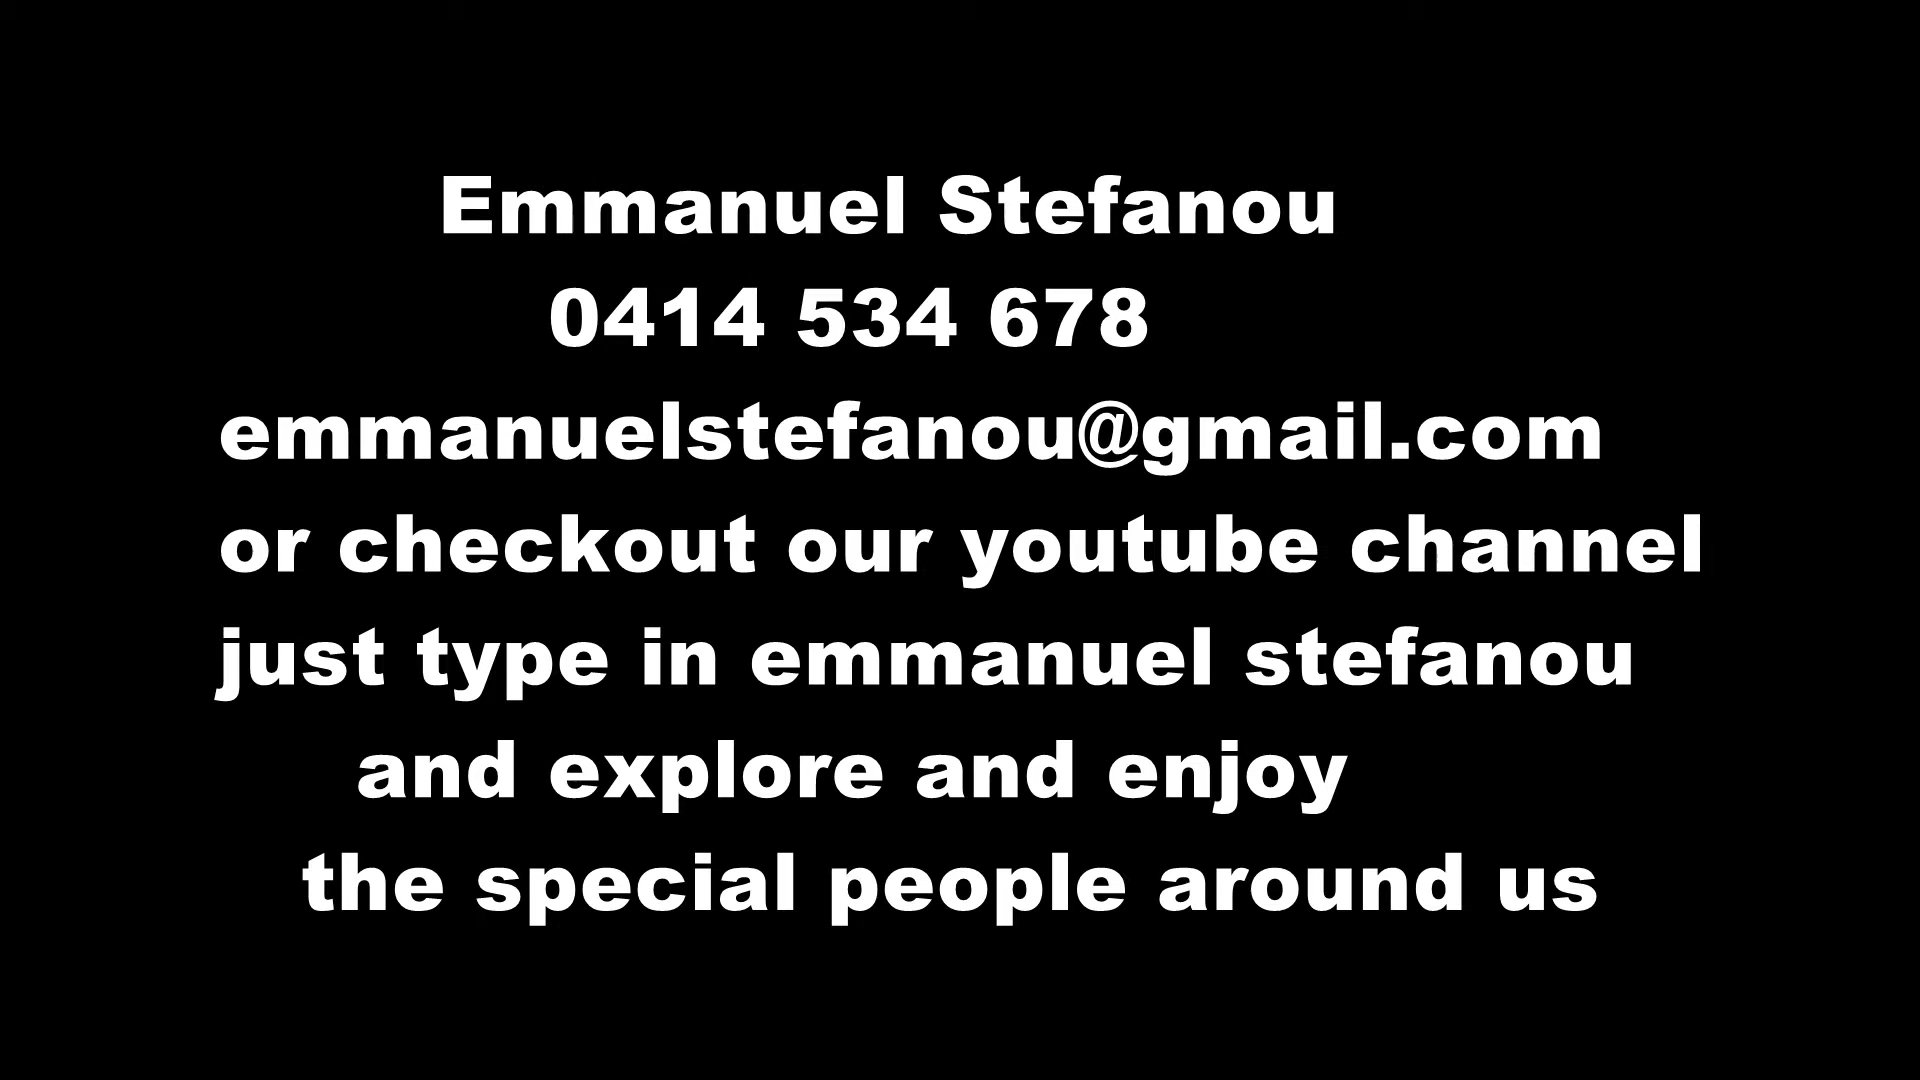 Emmanuel Stefanou
0414 534 678
emmanuelstefanou@gmail.com
or checkout our youtube channel
just type in emmanuel stefanou
and explore and enjoy
the special people around us